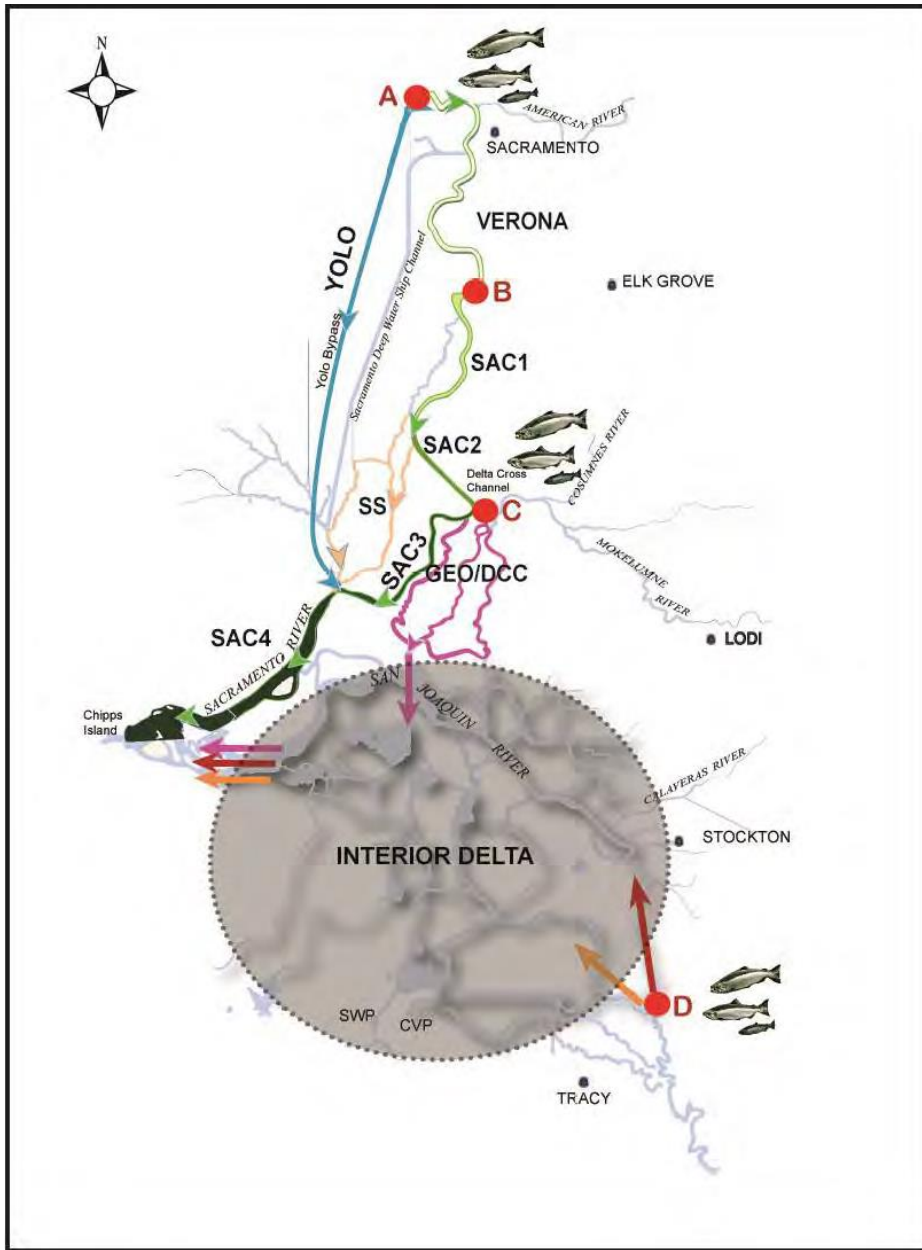 N
A
AMERICAN RIVER
SACRAMENTO
VERONA
YOLO
Yolo Bypass
Sacramento Deep Water Ship Channel
B
ELK GROVE
SAC1
SAC2
Delta Cross
Channel
COSUMNES RIVER
SS
C
SAC3
GEO/DCC
MOKELUMNE
RIVER
LODI
SAC4
SACRAMENTO RIVER
Chipps
Island
SAN
JOAQUIN
RIVER
CALAVERAS RIVER
STOCKTON
INTERIOR DELTA
D
SWP
CVP
TRACY